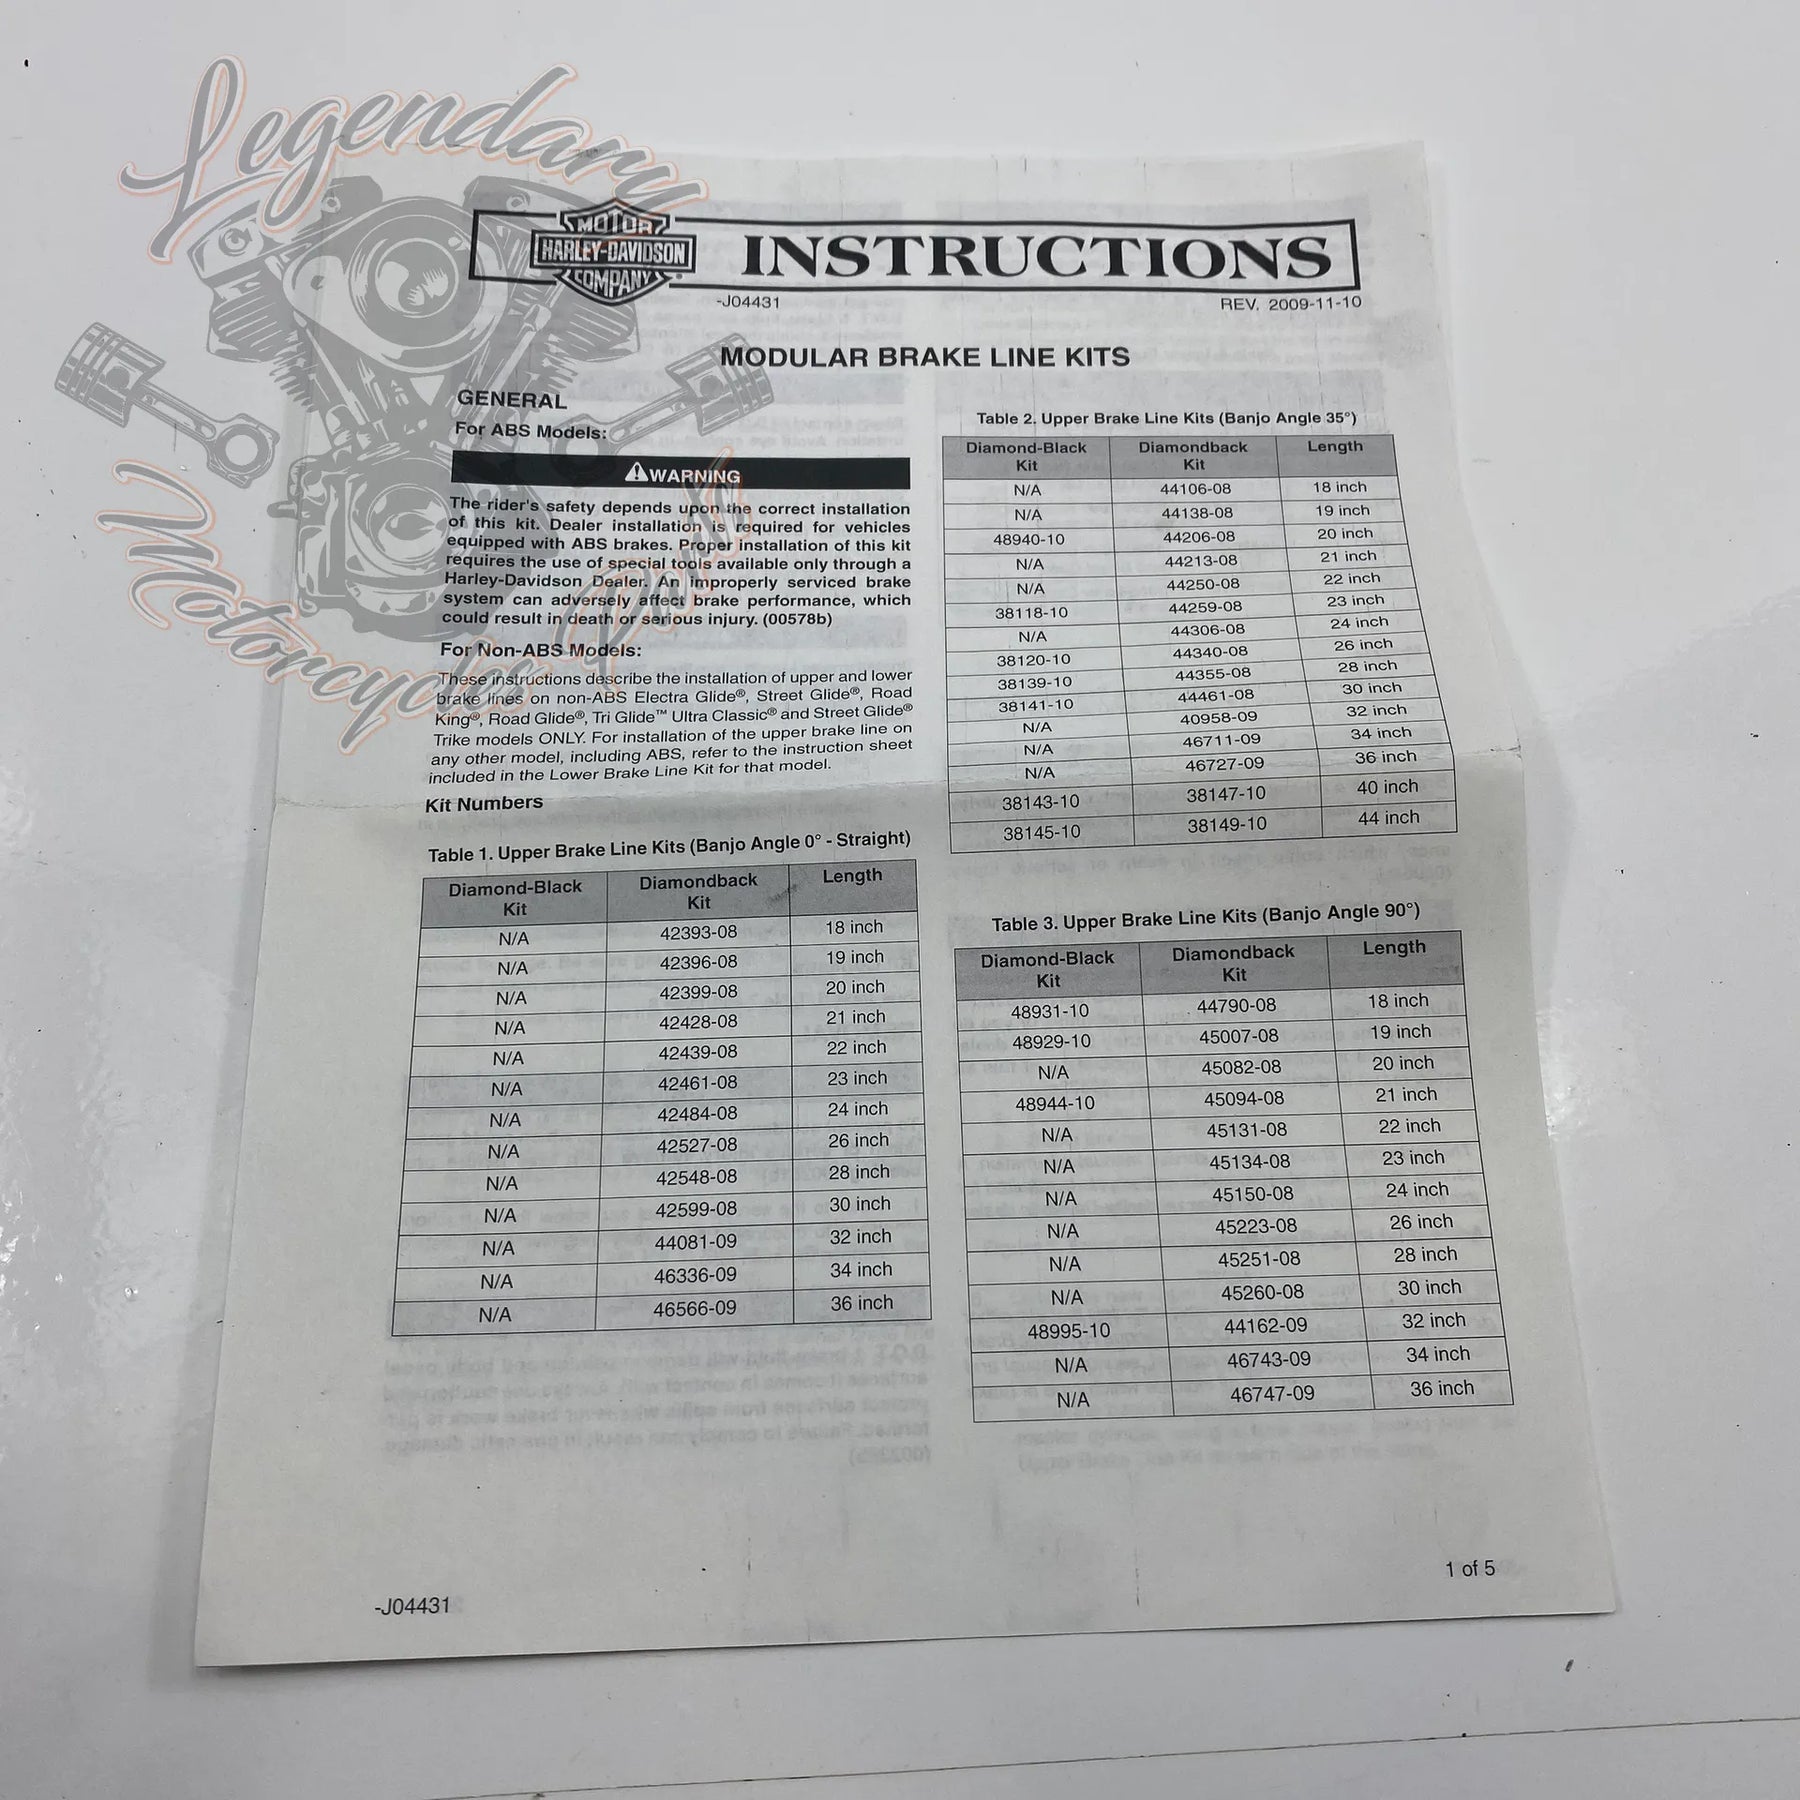 Legendary
Motorcycles Parts
MOTOR
HARLEY-DAVIDSON
COMPANY
INSTRUCTIONS
-J04431
REV. 2009-11-10
MODULAR BRAKE LINE KITS
GENERAL
For ABS Models:
WARNING
The rider's safety depends upon the correct installation
of this kit. Dealer installation is required for vehicles
equipped with ABS brakes. Proper installation of this kit
requires the use of special tools available only through a
Harley-Davidson Dealer. An improperly serviced brake
system can adversely affect brake performance, which
could result in death or serious injury. (00578b)
For Non-ABS Models:
These instructions describe the installation of upper and lower
brake lines on non-ABS Electra Glide®, Street Glide®, Road
King®, Road Glide®, Tri Glide™ Ultra Classic® and Street Glide®
Trike models ONLY. For installation of the upper brake line on
any other model, including ABS, refer to the instruction sheet
included in the Lower Brake Line Kit for that model.
Kit Numbers
Table 1. Upper Brake Line Kits (Banjo Angle 0° - Straight)
Diamond-Black Kit Diamondback Kit Length
N/A 42393-08 18 inch
N/A 42396-08 19 inch
N/A 42399-08 20 inch
N/A 42428-08 21 inch
N/A 42439-08 22 inch
N/A 42461-08 23 inch
N/A 42484-08 24 inch
N/A 42527-08 26 inch
N/A 42548-08 28 inch
N/A 42599-08 30 inch
N/A 44081-09 32 inch
N/A 46336-09 34 inch
N/A 46566-09 36 inch
Table 2. Upper Brake Line Kits (Banjo Angle 35°)
Diamond-Black Kit Diamondback Kit Length
N/A 44106-08 18 inch
N/A 44138-08 19 inch
48940-10 44206-08 20 inch
N/A 44213-08 21 inch
N/A 44250-08 22 inch
38118-10 44259-08 23 inch
N/A 44306-08 24 inch
38120-10 44340-08 26 inch
38139-10 44355-08 28 inch
38141-10 44461-08 30 inch
N/A 40958-09 32 inch
N/A 46711-09 34 inch
N/A 46727-09 36 inch
38143-10 38147-10 40 inch
38145-10 38149-10 44 inch
Table 3. Upper Brake Line Kits (Banjo Angle 90°)
Diamond-Black Kit Diamondback Kit Length
48931-10 44790-08 18 inch
48929-10 45007-08 19 inch
N/A 45082-08 20 inch
48944-10 45094-08 21 inch
N/A 45131-08 22 inch
N/A 45134-08 23 inch
N/A 45150-08 24 inch
N/A 45223-08 26 inch
N/A 45251-08 28 inch
N/A 45260-08 30 inch
48995-10 44162-09 32 inch
N/A 46743-09 34 inch
N/A 46747-09 36 inch
-J04431
1 of 5